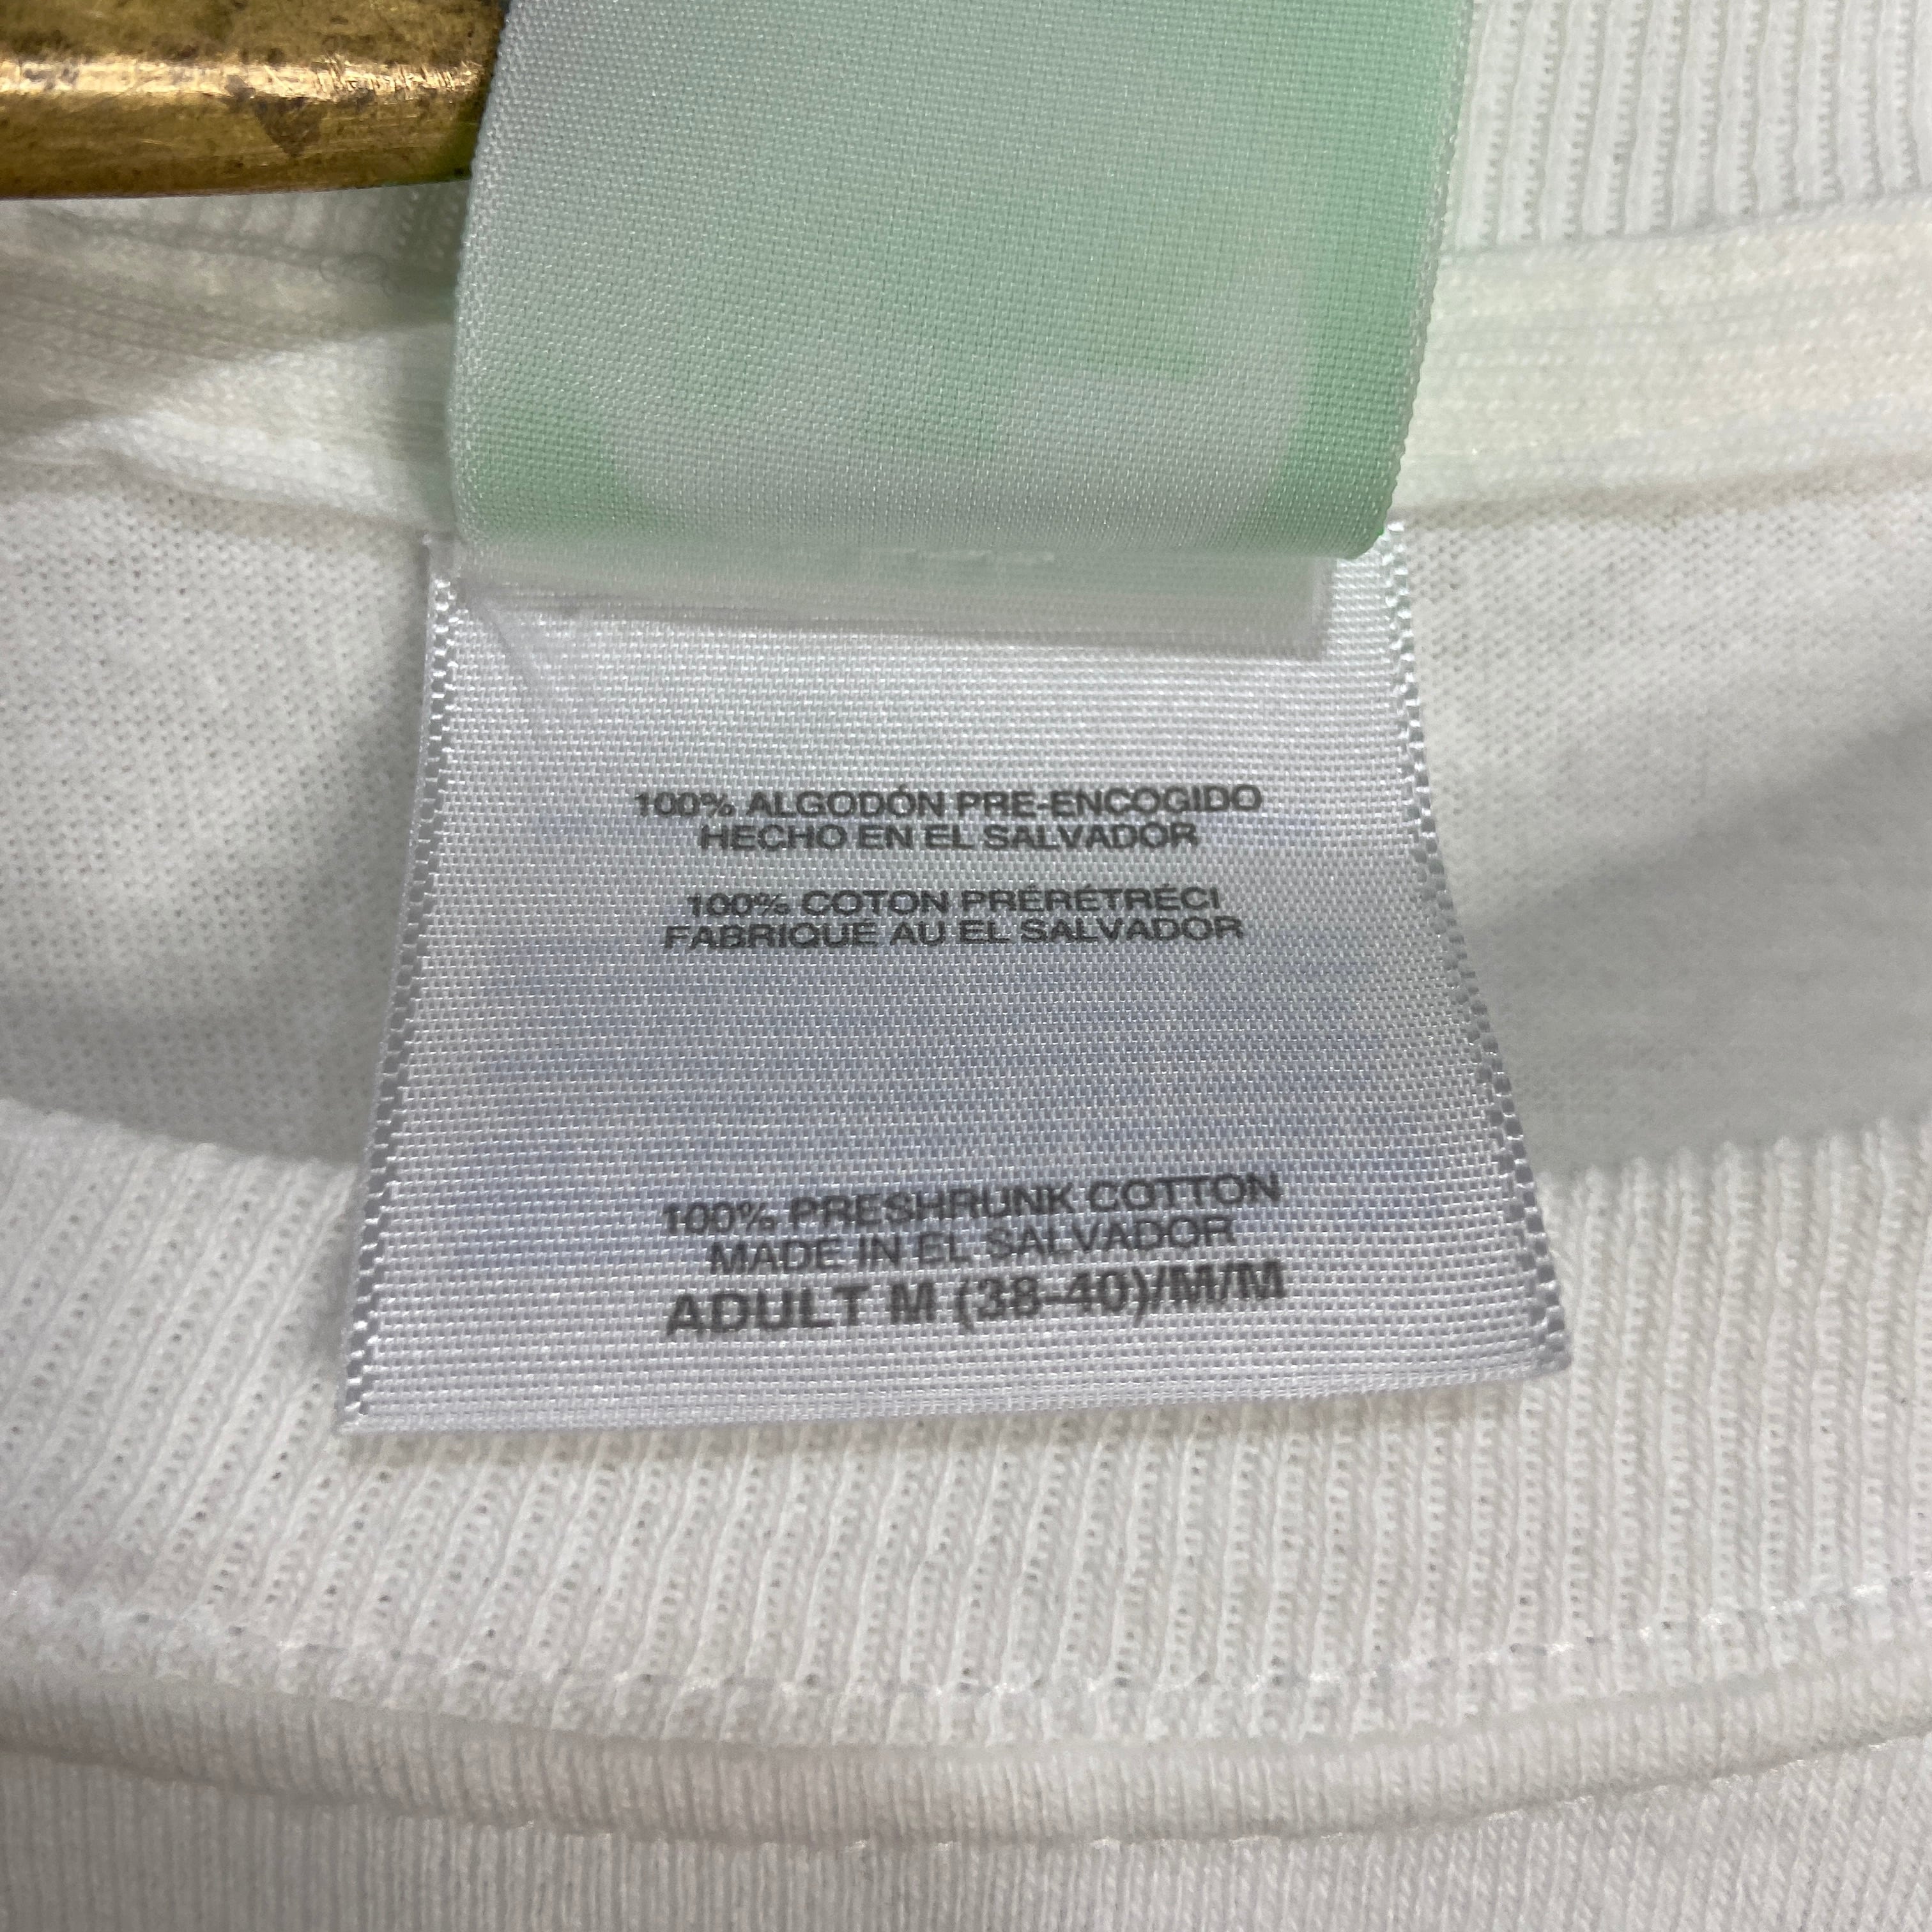 100% ALGODÓN PRE-ENCOGIDO
HECHO EN EL SALVADOR
100% COTON PRÉRÉTRÉCI
FABRIQUÉ AU EL SALVADOR
100% PRESHRUNK COTTON
MADE IN EL SALVADOR
ADULT M (38-40)/M/M